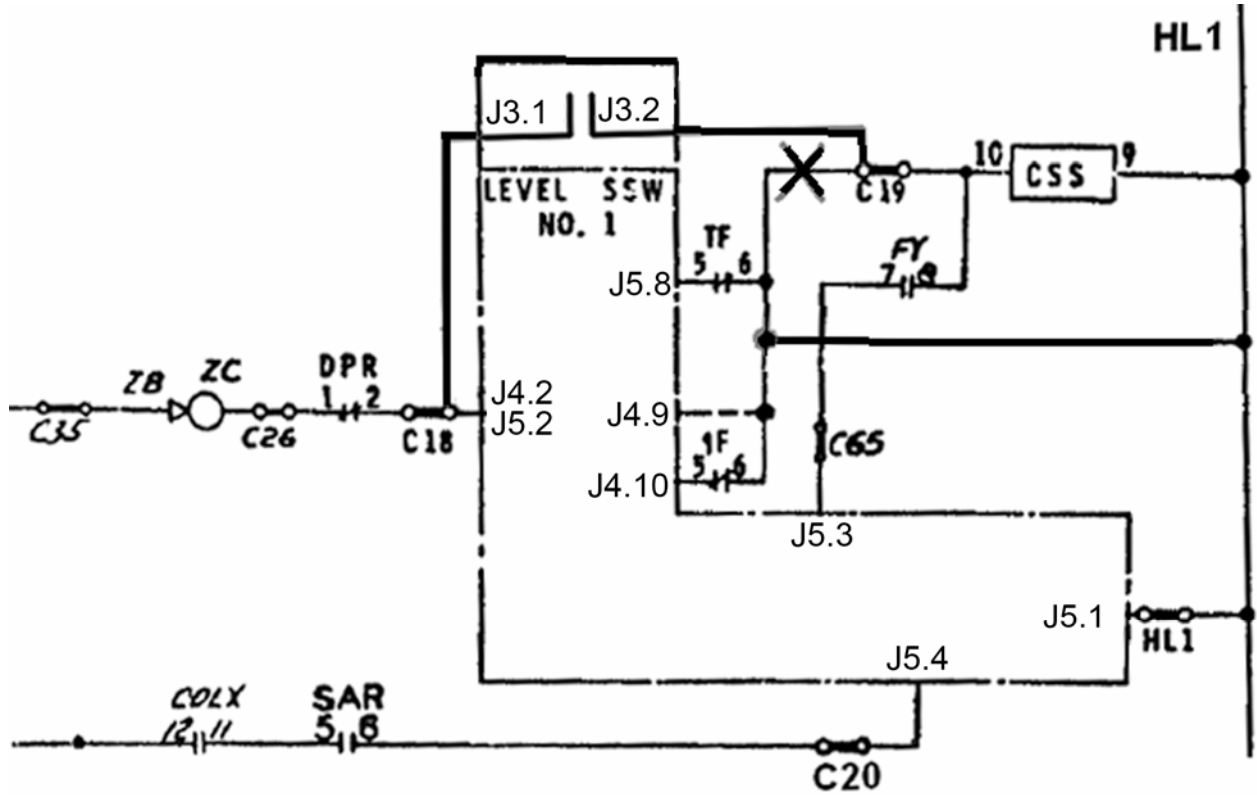 HL1
J3.1 J3.2
10 CSS 9
C19
LEVEL SSW
NO. 1
TF
5 6
FY
7 8
J5.8
ZB ZC DPR
1 2
J4.2
J5.2
J4.9
C35 C26 C18
1F
5 6
C65
J4.10
J5.3
J5.1
HL1
J5.4
COLX SAR
12 11 5 6
C20